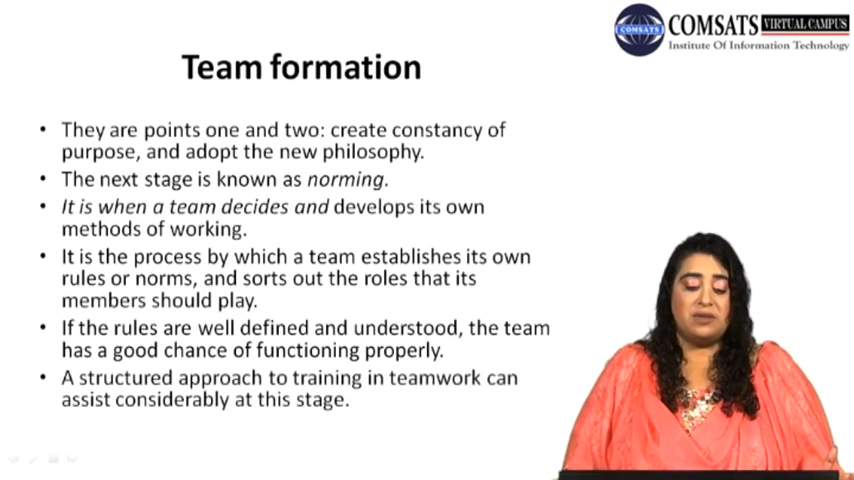 COMSATS VIRTUAL CAMPUS
COMSATS
Institute Of Information Technology
Team formation
• They are points one and two: create constancy of
purpose, and adopt the new philosophy.
• The next stage is known as norming.
• It is when a team decides and develops its own
methods of working.
• It is the process by which a team establishes its own
rules or norms, and sorts out the roles that its
members should play.
• If the rules are well defined and understood, the team
has a good chance of functioning properly.
• A structured approach to training in teamwork can
assist considerably at this stage.